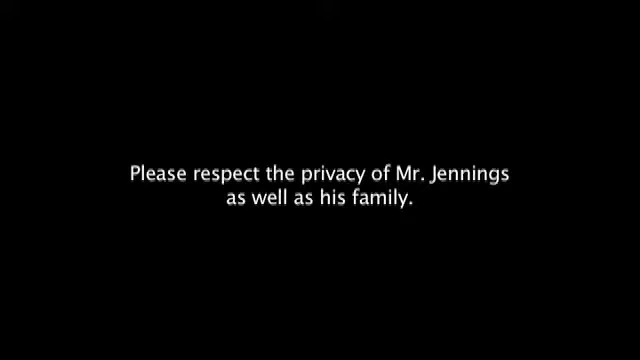 Please respect the privacy of Mr. Jennings
as well as his family.